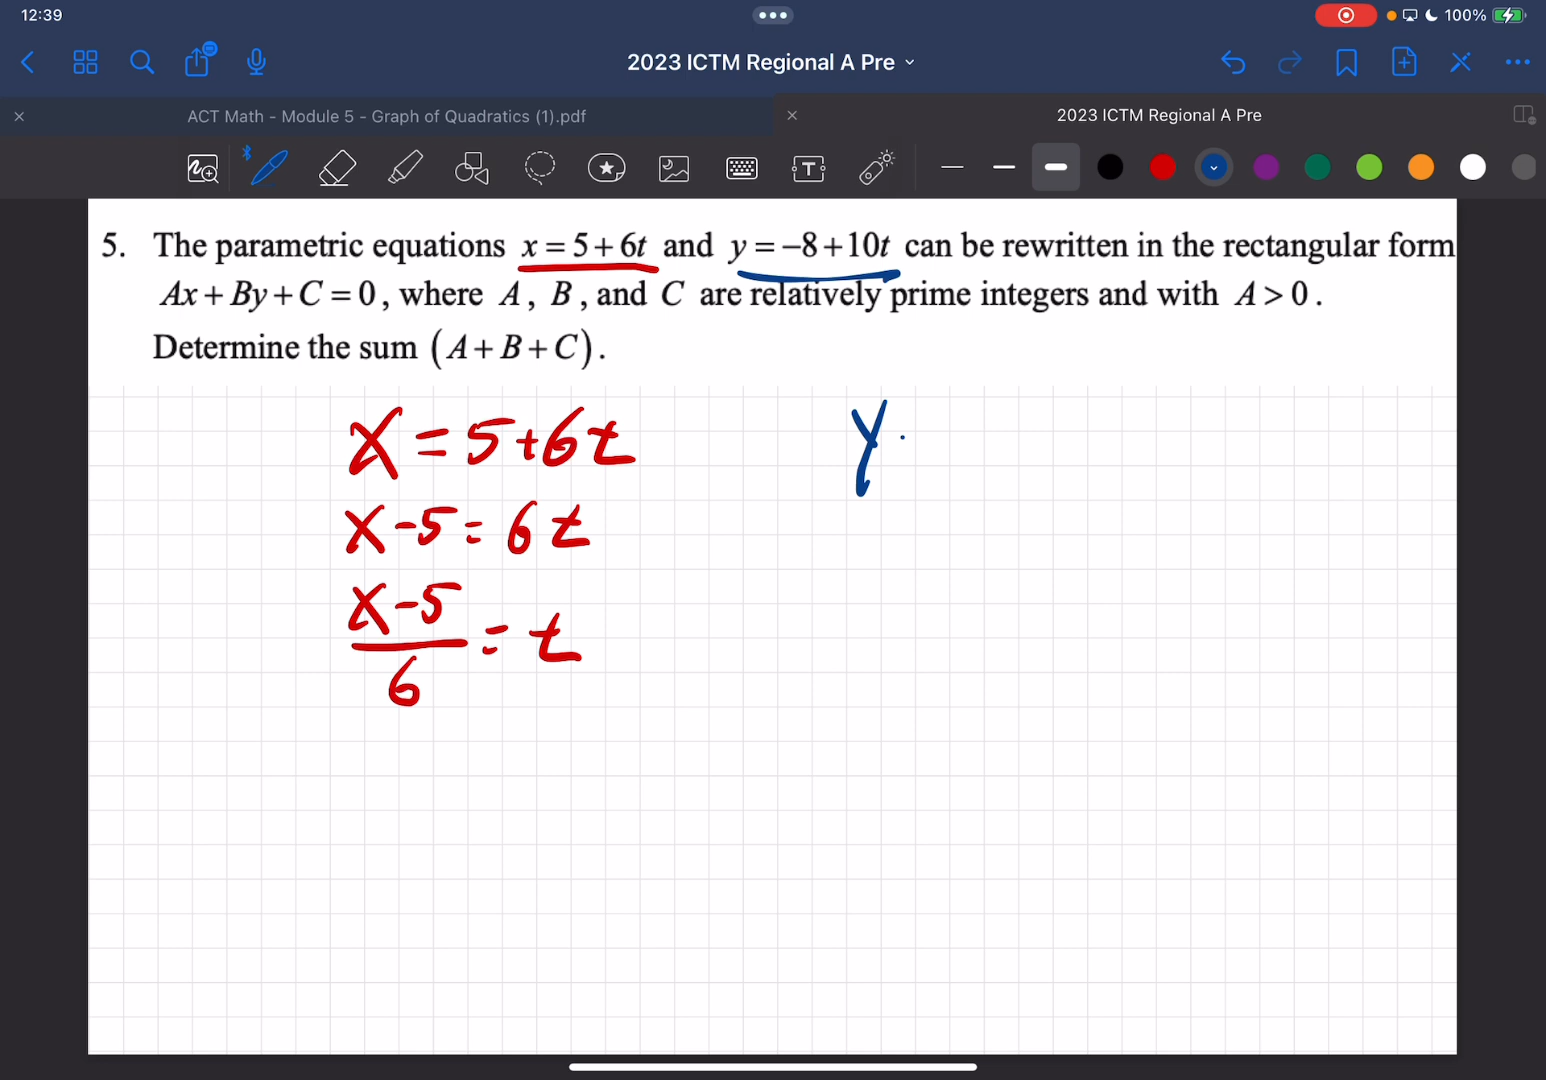 12:39
100%
2023 ICTM Regional A Pre
ACT Math - Module 5 - Graph of Quadratics (1).pdf
2023 ICTM Regional A Pre
5. The parametric equations x = 5 + 6t and y = −8 + 10t can be rewritten in the rectangular form
Ax + By + C = 0, where A, B, and C are relatively prime integers and with A > 0.
Determine the sum (A + B + C).
x = 5 + 6t
x - 5 = 6t
x - 5
6
= t
y